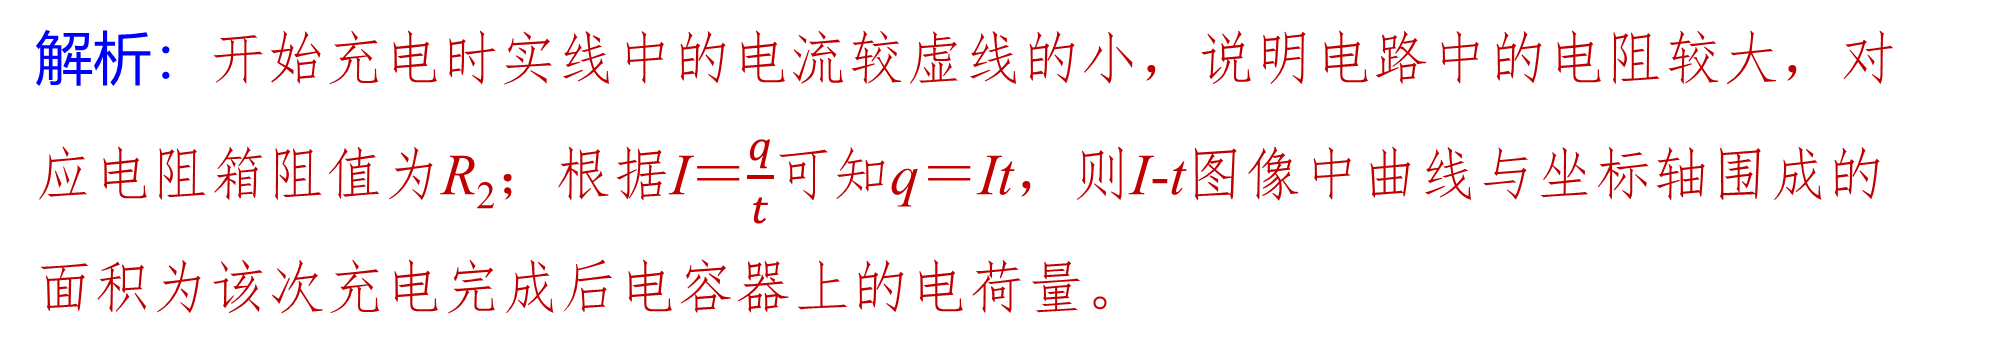 解析：开始充电时实线中的电流较虚线的小，说明电路中的电阻较大，对
应电阻箱阻值为R₂；根据I＝q/t可知q＝It，则I-t图像中曲线与坐标轴围成的
面积为该次充电完成后电容器上的电荷量。